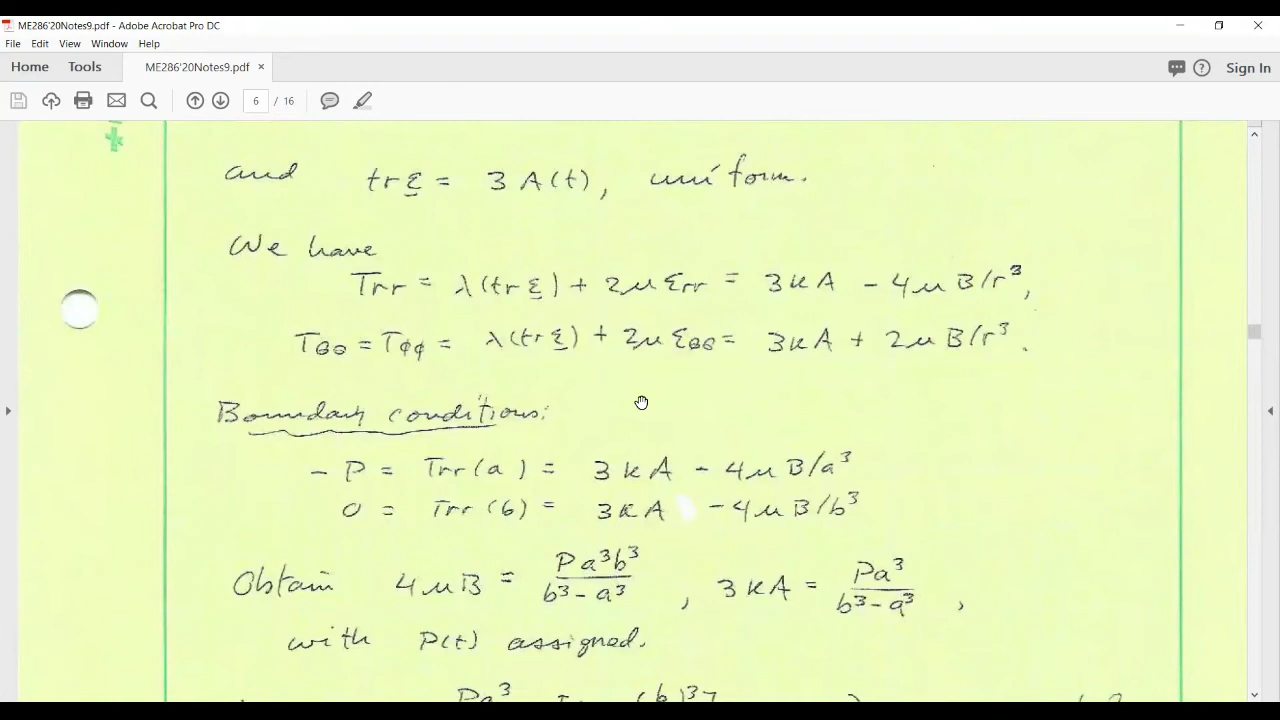 ME286'20Notes9.pdf - Adobe Acrobat Pro DC
File Edit View Window Help
Home Tools ME286'20Notes9.pdf × Sign In
6 / 16
and tr ε = 3 A(t), uniform.
We have
Trr = λ(tr ε) + 2μ εrr = 3κA - 4μ B/r³,
Tθθ = Tφφ = λ(tr ε) + 2μ εθθ = 3κA + 2μ B/r³.
Boundary conditions:
- P = Trr(a) = 3κA - 4μ B/a³
0 = Trr(b) = 3κA - 4μ B/b³
Obtain 4μB = Pa³b³ / b³-a³ , 3κA = Pa³ / b³-a³ ,
with P(t) assigned.
Pa³